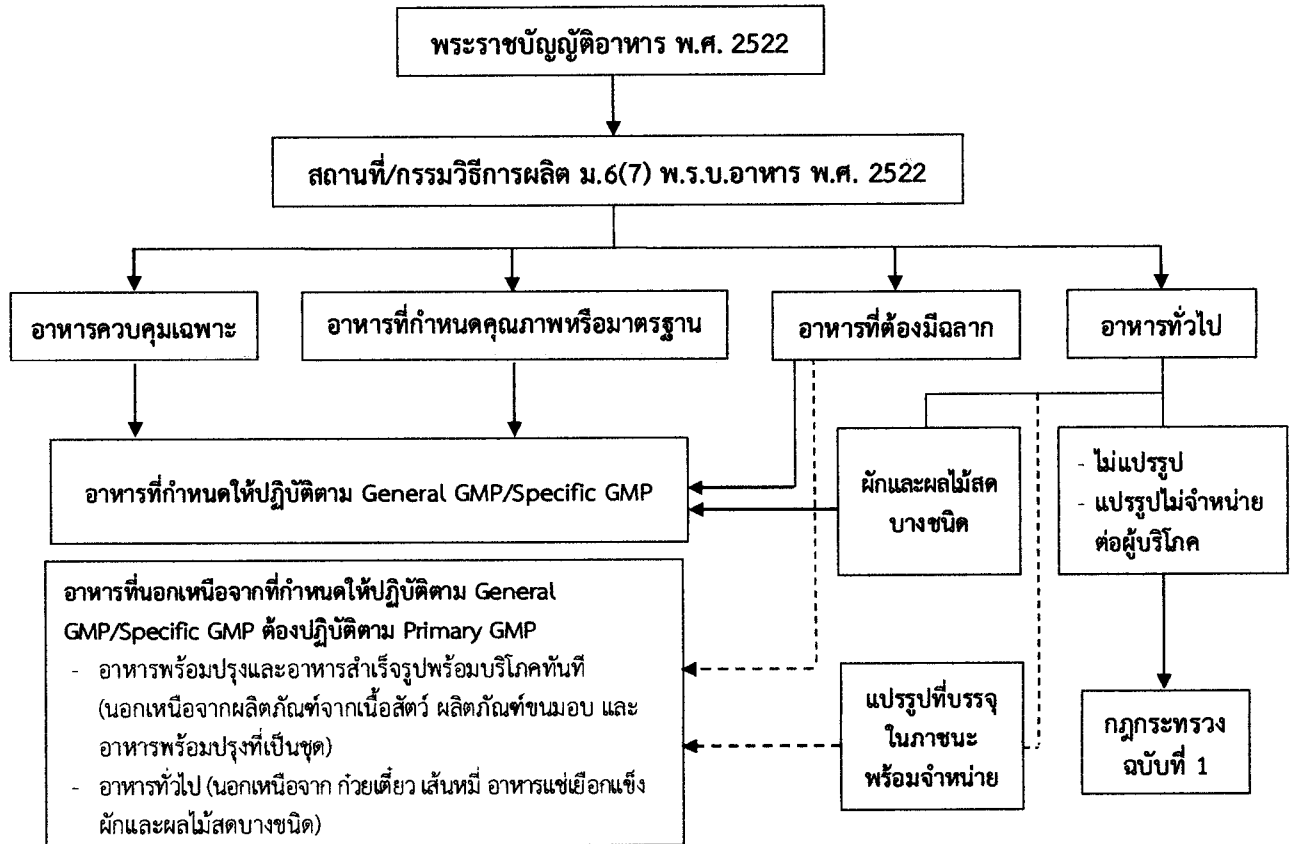 พระราชบัญญัติอาหาร พ.ศ. 2522
สถานที่/กรรมวิธีการผลิต ม.6(7) พ.ร.บ.อาหาร พ.ศ. 2522
อาหารควบคุมเฉพาะ
อาหารที่กำหนดคุณภาพหรือมาตรฐาน
อาหารที่ต้องมีฉลาก
อาหารทั่วไป
อาหารที่กำหนดให้ปฏิบัติตาม General GMP/Specific GMP
ผักและผลไม้สด
บางชนิด
- ไม่แปรรูป
- แปรรูปไม่จำหน่าย
ต่อผู้บริโภค
อาหารที่นอกเหนือจากที่กำหนดให้ปฏิบัติตาม General
GMP/Specific GMP ต้องปฏิบัติตาม Primary GMP
- อาหารพร้อมปรุงและอาหารสำเร็จรูปพร้อมบริโภคทันที
(นอกเหนือจากผลิตภัณฑ์จากเนื้อสัตว์ ผลิตภัณฑ์ขนมอบ และ
อาหารพร้อมปรุงที่เป็นชุด)
- อาหารทั่วไป (นอกเหนือจาก ก๋วยเตี๋ยว เส้นหมี่ อาหารแช่เยือกแข็ง
ผักและผลไม้สดบางชนิด)
แปรรูปที่บรรจุ
ในภาชนะ
พร้อมจำหน่าย
กฎกระทรวง
ฉบับที่ 1